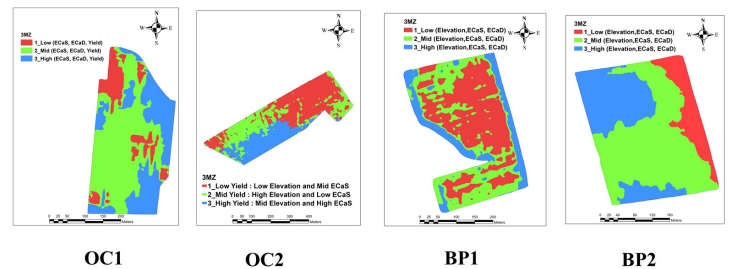 N
W E
S
3MZ
1_Low (ECaS, ECaD, Yield)
2_Mid (ECaS, ECaD, Yield)
3_High (ECaS, ECaD, Yield)
Meters
OC1
N
W E
S
3MZ
1_Low Yield : Low Elevation and Mid ECaS
2_Mid Yield : High Elevation and Low ECaS
3_High Yield : Mid Elevation and High ECaS
Meters
OC2
3MZ
N
W E
S
1_Low (Elevation,ECaS, ECaD)
2_Mid (Elevation,ECaS, ECaD)
3_High (Elevation,ECaS, ECaD)
Meters
BP1
3MZ
N
W E
S
1_Low (Elevation,ECaS, ECaD)
2_Mid (Elevation,ECaS, ECaD)
3_High (Elevation,ECaS, ECaD)
Meters
BP2